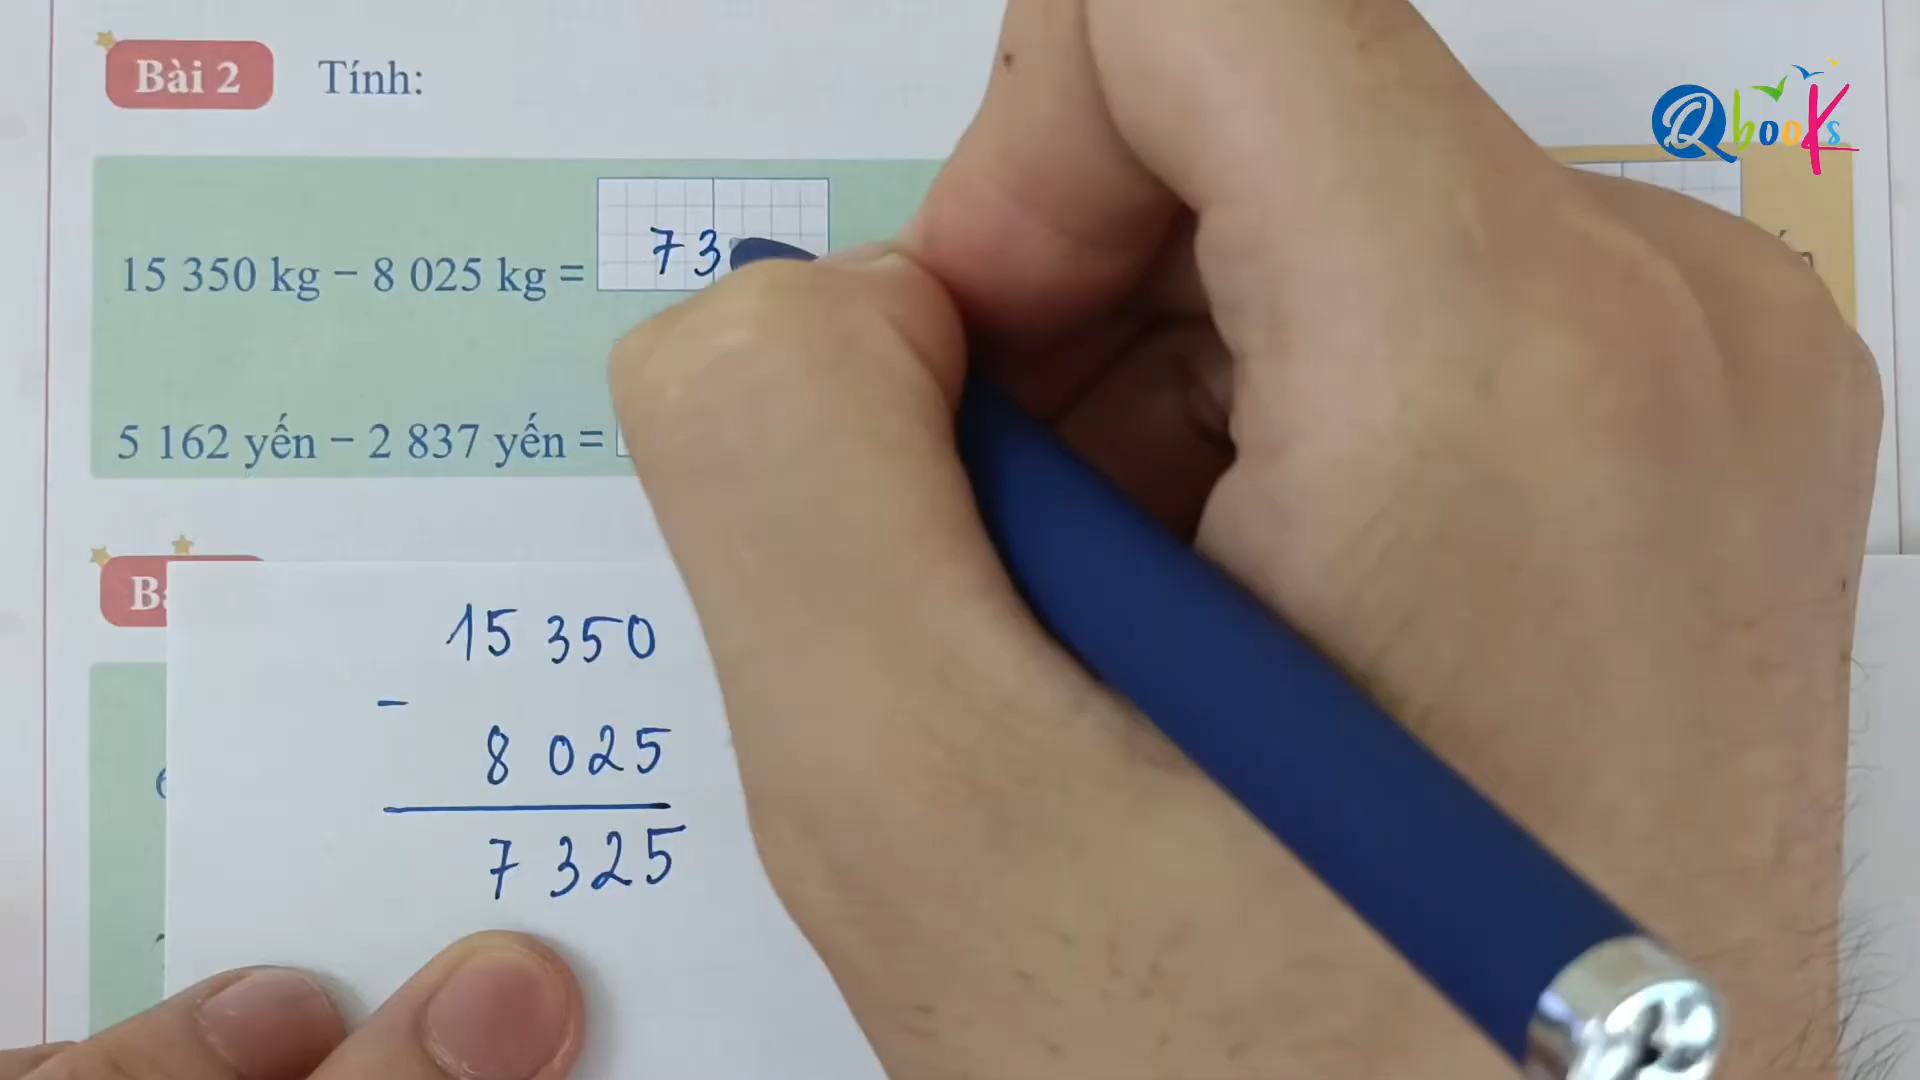 Bài 2 Tính:
Qbooks
15 350 kg − 8 025 kg = 73
5 162 yến − 2 837 yến =
15 350
−
8 025
7 325